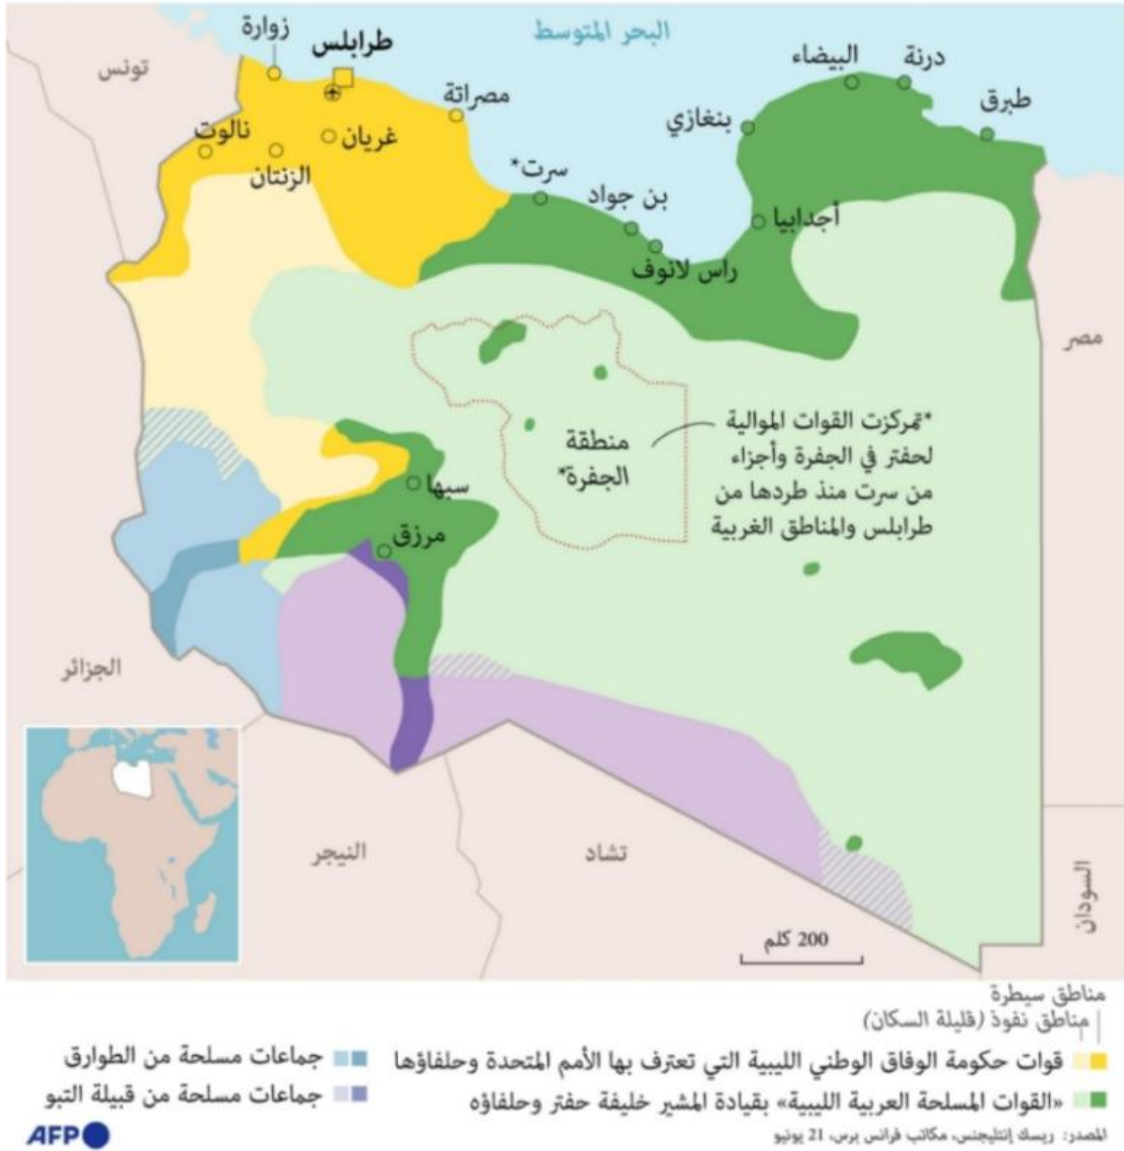 البحر المتوسط
زوارة
طرابلس
تونس
مصراتة
نالوت
غريان
الزنتان
سرت*
بن جواد
راس لانوف
بنغازي
البيضاء
درنة
طبرق
أجدابيا
مصر
منطقة
الجفرة*
*تمركزت القوات الموالية
لحفتر في الجفرة وأجزاء
من سرت منذ طردها من
طرابلس والمناطق الغربية
سبها
مرزق
الجزائر
النيجر
تشاد
السودان
200 كلم
مناطق سيطرة
مناطق نفوذ (قليلة السكان)
قوات حكومة الوفاق الوطني الليبية التي تعترف بها الأمم المتحدة وحلفاؤها
«القوات المسلحة العربية الليبية» بقيادة المشير خليفة حفتر وحلفاؤه
جماعات مسلحة من الطوارق
جماعات مسلحة من قبيلة التبو
المصدر: ريسك إنتليجنس، مكاتب فرانس برس، 21 يونيو
AFP